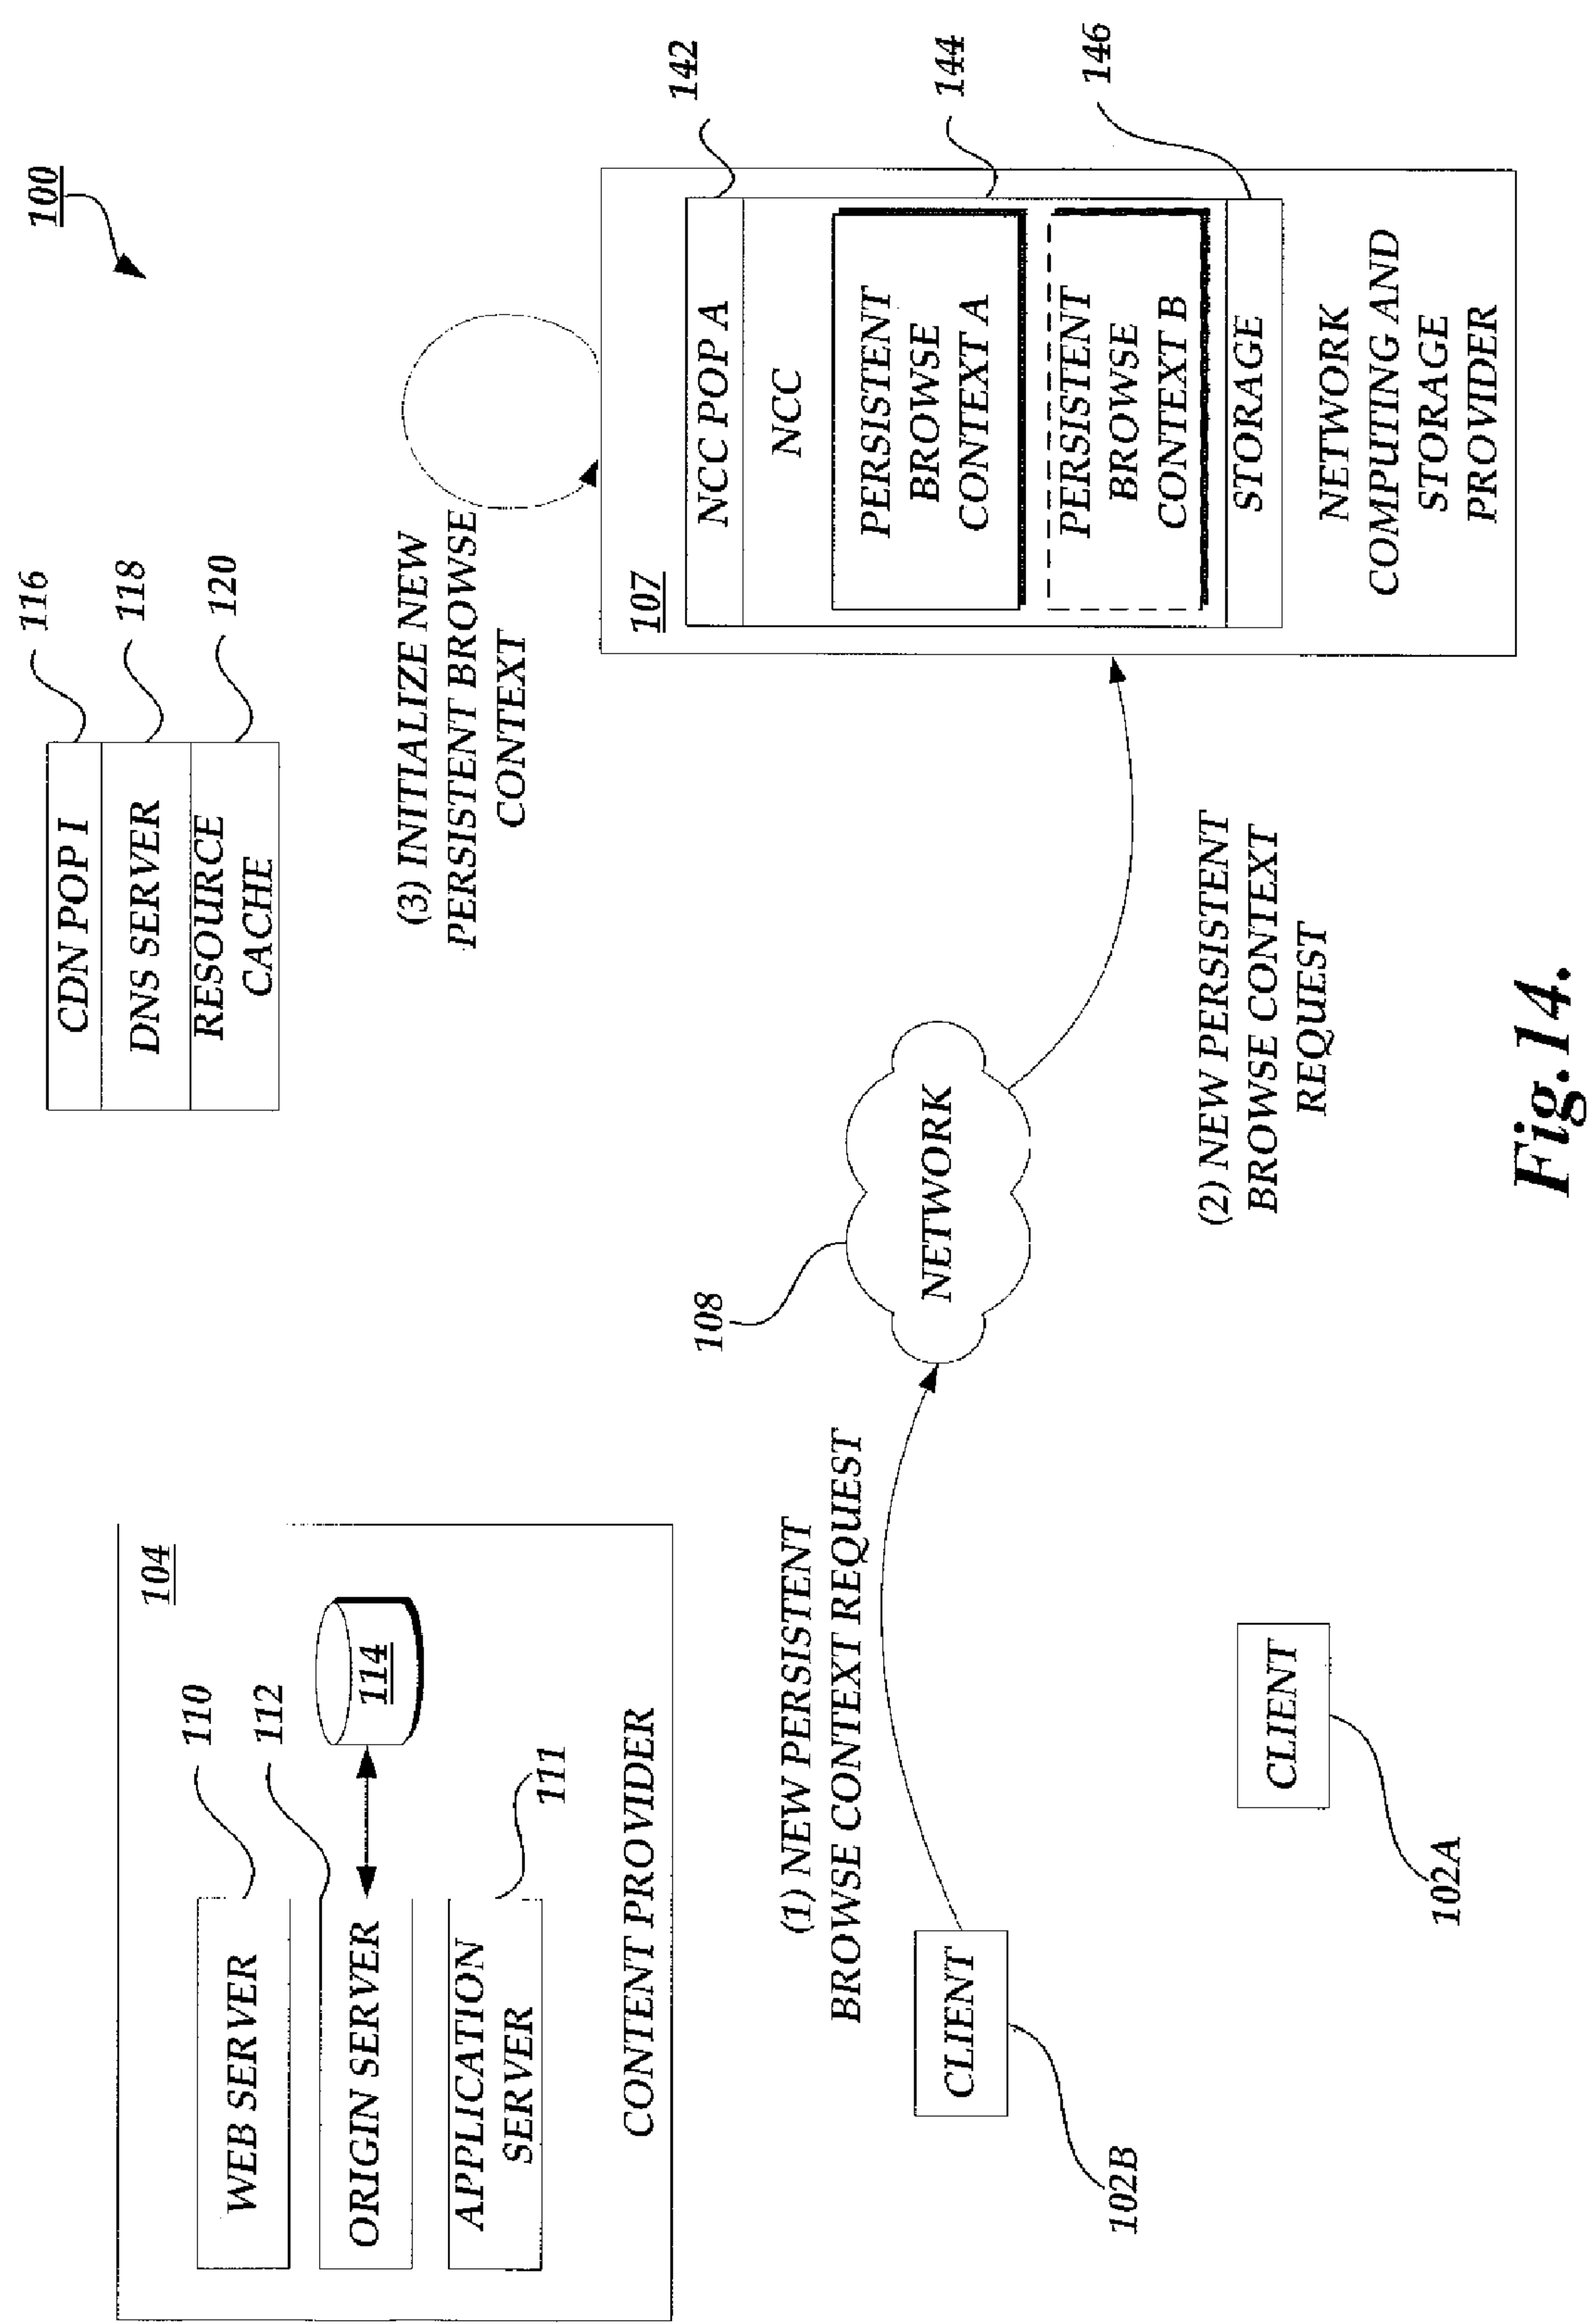 100
104
110
WEB SERVER
112
ORIGIN SERVER
114
111
APPLICATION
SERVER
CONTENT PROVIDER
116
CDN POP I
118
DNS SERVER
120
RESOURCE
CACHE
(3) INITIALIZE NEW
PERSISTENT BROWSE
CONTEXT
108
NETWORK
(1) NEW PERSISTENT
BROWSE CONTEXT REQUEST
CLIENT
102B
CLIENT
102A
(2) NEW PERSISTENT
BROWSE CONTEXT
REQUEST
107
142
NCC POP A
NCC
144
PERSISTENT
BROWSE
CONTEXT A
PERSISTENT
BROWSE
CONTEXT B
146
STORAGE
NETWORK
COMPUTING AND
STORAGE
PROVIDER
Fig.14.